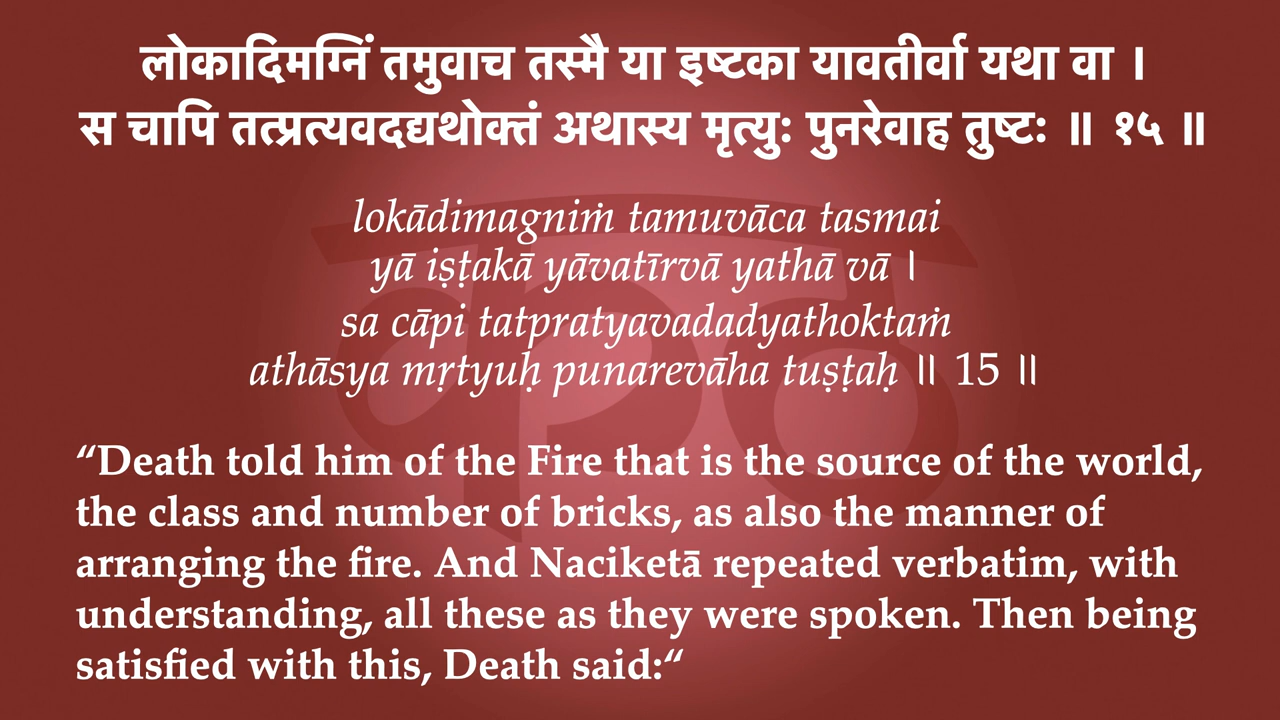 लोकादिमग्निं तमुवाच तस्मै या इष्टका यावतीर्वा यथा वा ।
स चापि तत्प्रत्यवदद्यथोक्तं अथास्य मृत्युः पुनरेवाह तुष्टः ॥ १५ ॥
lokādimagniṁ tamuvāca tasmai
yā iṣṭakā yāvatīrvā yathā vā ।
sa cāpi tatpratyavadadyathoktaṁ
athāsya mṛtyuḥ punarevāha tuṣṭaḥ ॥ 15 ॥
“Death told him of the Fire that is the source of the world,
the class and number of bricks, as also the manner of
arranging the fire. And Naciketā repeated verbatim, with
understanding, all these as they were spoken. Then being
satisfied with this, Death said:“